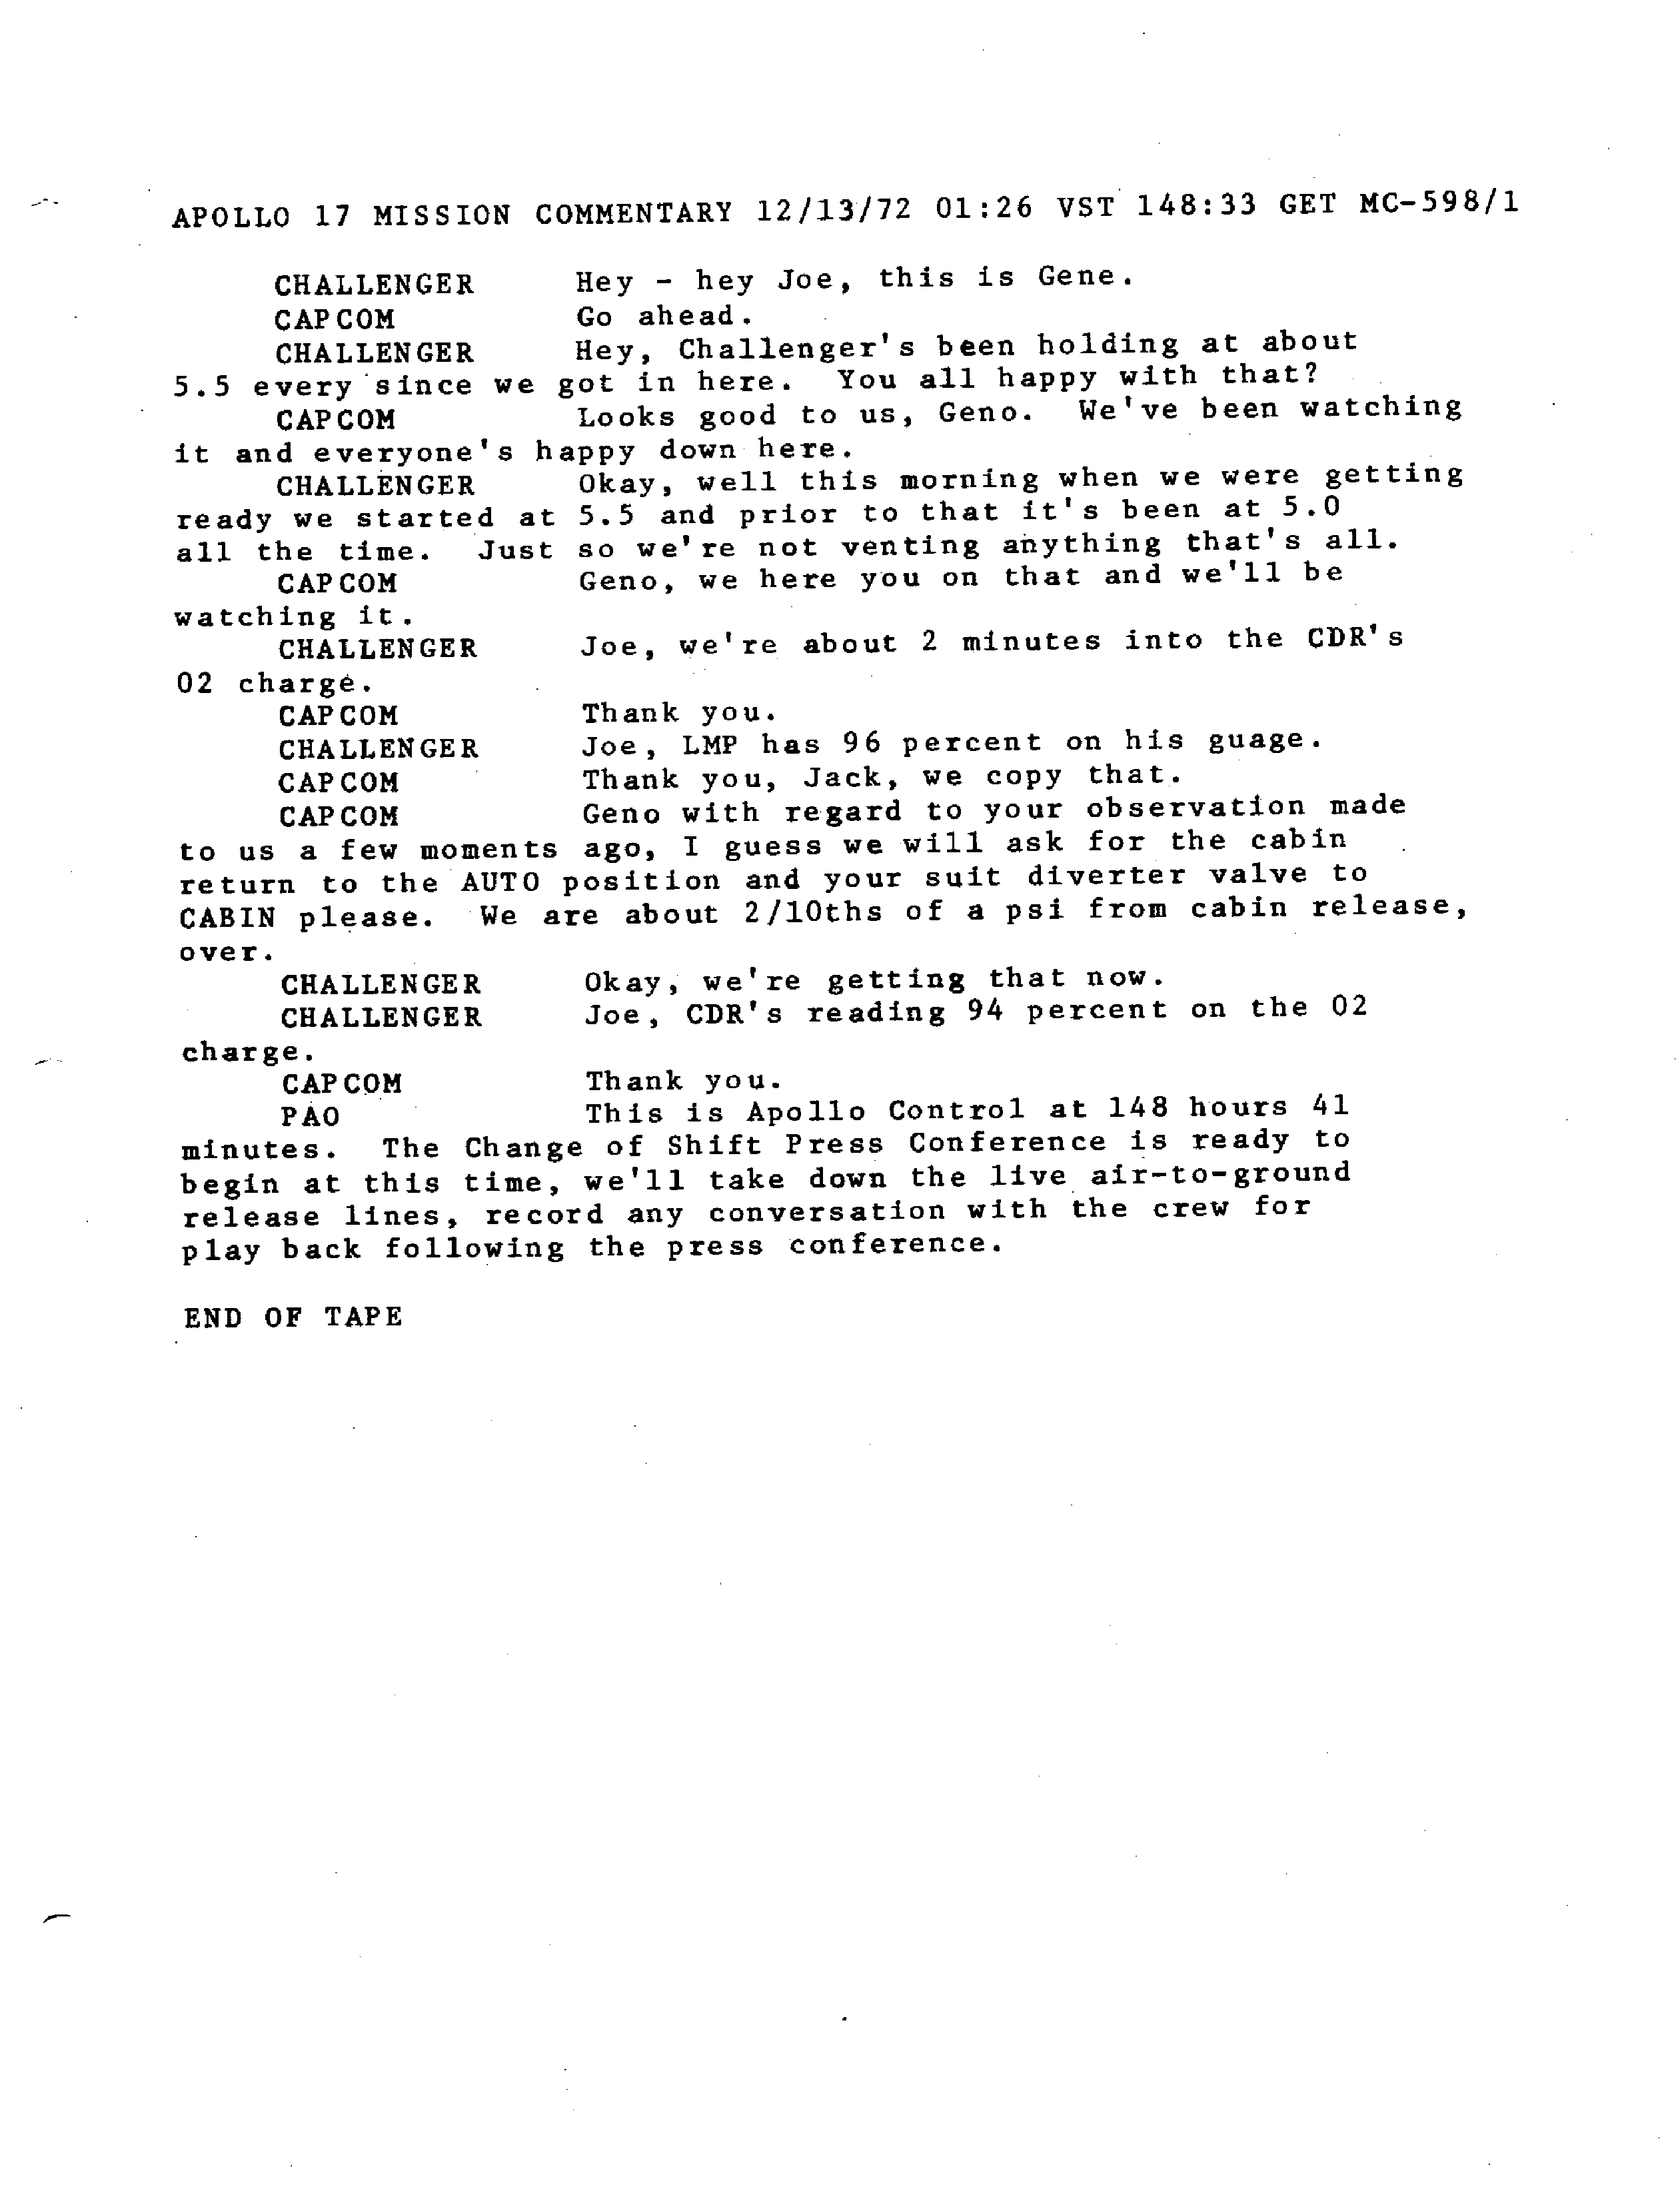 APOLLO 17 MISSION COMMENTARY 12/13/72 01:26 VST 148:33 GET MC-598/1
CHALLENGER Hey - hey Joe, this is Gene.
CAPCOM Go ahead.
CHALLENGER Hey, Challenger's been holding at about
5.5 every since we got in here. You all happy with that?
CAPCOM Looks good to us, Geno. We've been watching
it and everyone's happy down here.
CHALLENGER Okay, well this morning when we were getting
ready we started at 5.5 and prior to that it's been at 5.0
all the time. Just so we're not venting anything that's all.
CAPCOM Geno, we here you on that and we'll be
watching it.
CHALLENGER Joe, we're about 2 minutes into the CDR's
02 charge.
CAPCOM Thank you.
CHALLENGER Joe, LMP has 96 percent on his guage.
CAPCOM Thank you, Jack, we copy that.
CAPCOM Geno with regard to your observation made
to us a few moments ago, I guess we will ask for the cabin
return to the AUTO position and your suit diverter valve to
CABIN please. We are about 2/10ths of a psi from cabin release,
over.
CHALLENGER Okay, we're getting that now.
CHALLENGER Joe, CDR's reading 94 percent on the 02
charge.
CAPCOM Thank you.
PAO This is Apollo Control at 148 hours 41
minutes. The Change of Shift Press Conference is ready to
begin at this time, we'll take down the live air-to-ground
release lines, record any conversation with the crew for
play back following the press conference.
END OF TAPE